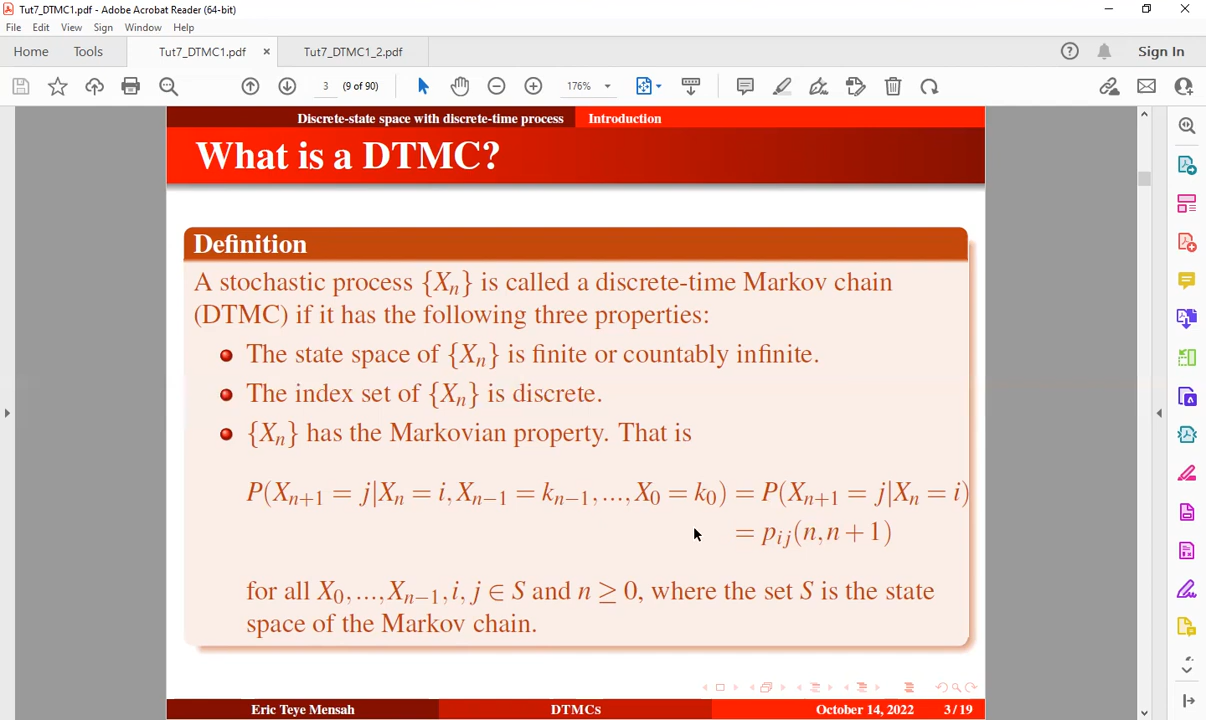 Tut7_DTMC1.pdf - Adobe Acrobat Reader (64-bit)
File Edit View Sign Window Help
Home Tools Tut7_DTMC1.pdf × Tut7_DTMC1_2.pdf Sign In
3 (9 of 90) 176%
Discrete-state space with discrete-time process Introduction
What is a DTMC?
Definition
A stochastic process {Xₙ} is called a discrete-time Markov chain
(DTMC) if it has the following three properties:
The state space of {Xₙ} is finite or countably infinite.
The index set of {Xₙ} is discrete.
{Xₙ} has the Markovian property. That is
P(Xₙ₊₁ = j|Xₙ = i, Xₙ₋₁ = kₙ₋₁, ..., X₀ = k₀) = P(Xₙ₊₁ = j|Xₙ = i)
= pᵢⱼ(n, n + 1)
for all X₀, ..., Xₙ₋₁, i, j ∈ S and n ≥ 0, where the set S is the state
space of the Markov chain.
Eric Teye Mensah DTMCs October 14, 2022 3/19